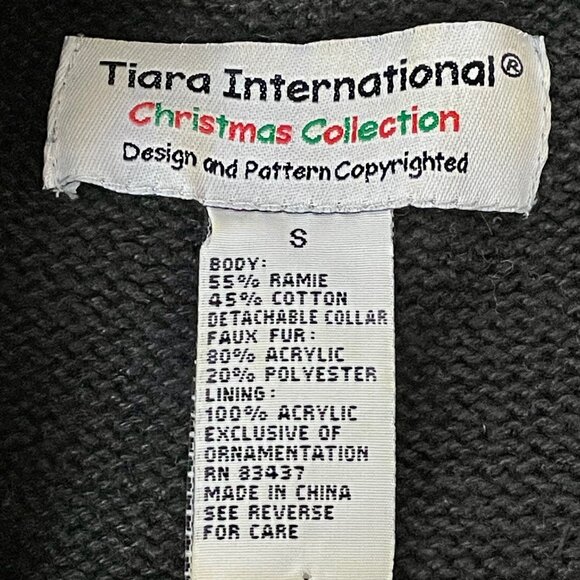 Tiara International®
Christmas Collection
Design and Pattern Copyrighted
S
BODY:
55% RAMIE
45% COTTON
DETACHABLE COLLAR
FAUX FUR:
80% ACRYLIC
20% POLYESTER
LINING:
100% ACRYLIC
EXCLUSIVE OF
ORNAMENTATION
RN 83437
MADE IN CHINA
SEE REVERSE
FOR CARE